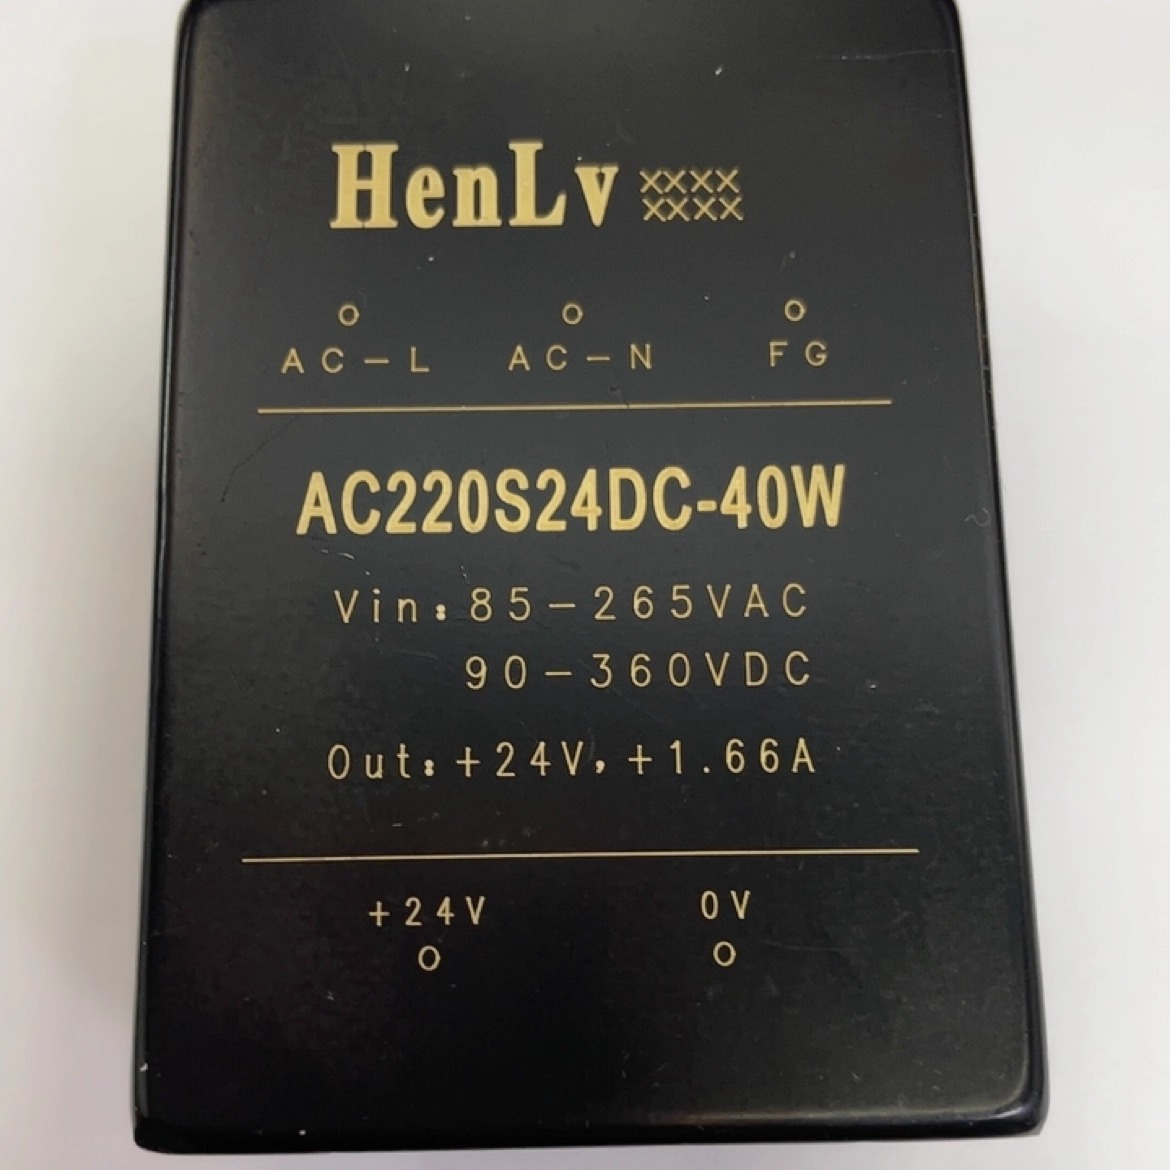 HenLv XXXX
XXXX
AC-L AC-N FG
AC220S24DC-40W
Vin:85-265VAC
90-360VDC
Out:+24V,+1.66A
+24V 0V